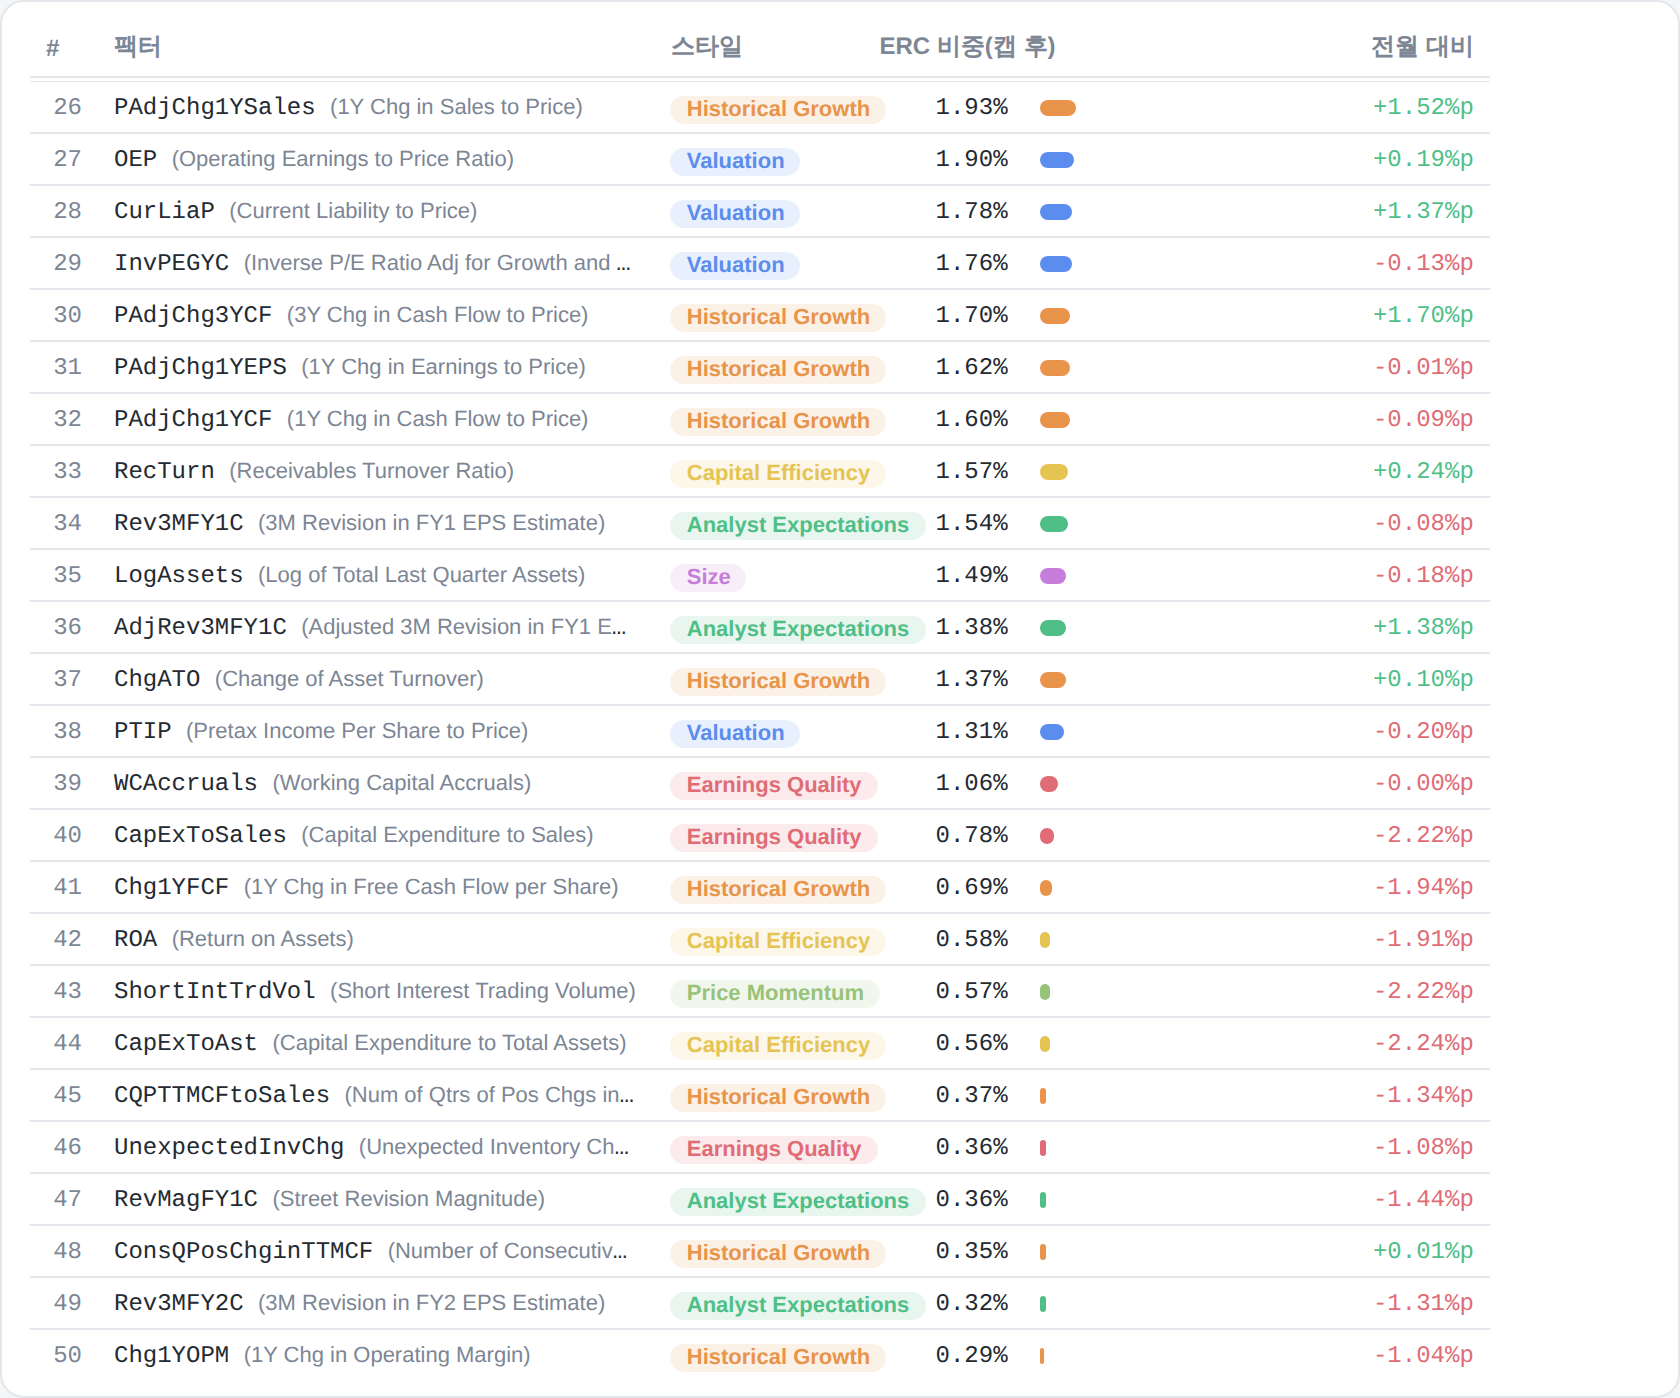 # 팩터 스타일 ERC 비중(캡 후) 전월 대비
26 PAdjChg1YSales (1Y Chg in Sales to Price) Historical Growth 1.93% +1.52%p
27 OEP (Operating Earnings to Price Ratio) Valuation 1.90% +0.19%p
28 CurLiaP (Current Liability to Price) Valuation 1.78% +1.37%p
29 InvPEGYC (Inverse P/E Ratio Adj for Growth and … Valuation 1.76% -0.13%p
30 PAdjChg3YCF (3Y Chg in Cash Flow to Price) Historical Growth 1.70% +1.70%p
31 PAdjChg1YEPS (1Y Chg in Earnings to Price) Historical Growth 1.62% -0.01%p
32 PAdjChg1YCF (1Y Chg in Cash Flow to Price) Historical Growth 1.60% -0.09%p
33 RecTurn (Receivables Turnover Ratio) Capital Efficiency 1.57% +0.24%p
34 Rev3MFY1C (3M Revision in FY1 EPS Estimate) Analyst Expectations 1.54% -0.08%p
35 LogAssets (Log of Total Last Quarter Assets) Size 1.49% -0.18%p
36 AdjRev3MFY1C (Adjusted 3M Revision in FY1 E… Analyst Expectations 1.38% +1.38%p
37 ChgATO (Change of Asset Turnover) Historical Growth 1.37% +0.10%p
38 PTIP (Pretax Income Per Share to Price) Valuation 1.31% -0.20%p
39 WCAccruals (Working Capital Accruals) Earnings Quality 1.06% -0.00%p
40 CapExToSales (Capital Expenditure to Sales) Earnings Quality 0.78% -2.22%p
41 Chg1YFCF (1Y Chg in Free Cash Flow per Share) Historical Growth 0.69% -1.94%p
42 ROA (Return on Assets) Capital Efficiency 0.58% -1.91%p
43 ShortIntTrdVol (Short Interest Trading Volume) Price Momentum 0.57% -2.22%p
44 CapExToAst (Capital Expenditure to Total Assets) Capital Efficiency 0.56% -2.24%p
45 CQPTTMCFtoSales (Num of Qtrs of Pos Chgs in… Historical Growth 0.37% -1.34%p
46 UnexpectedInvChg (Unexpected Inventory Ch… Earnings Quality 0.36% -1.08%p
47 RevMagFY1C (Street Revision Magnitude) Analyst Expectations 0.36% -1.44%p
48 ConsQPosChginTTMCF (Number of Consecutiv… Historical Growth 0.35% +0.01%p
49 Rev3MFY2C (3M Revision in FY2 EPS Estimate) Analyst Expectations 0.32% -1.31%p
50 Chg1YOPM (1Y Chg in Operating Margin) Historical Growth 0.29% -1.04%p